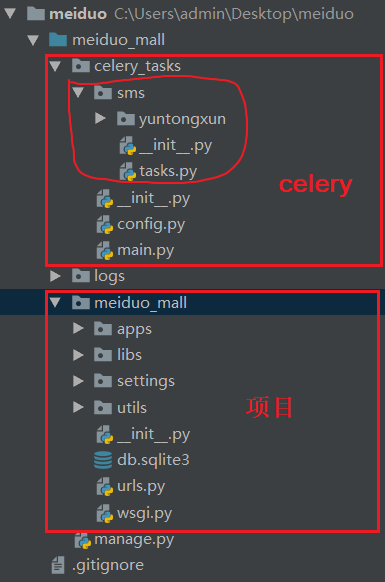 meiduo C:\Users\admin\Desktop\meiduo
meiduo_mall
celery_tasks
sms
yuntongxun
__init__.py
tasks.py
celery
__init__.py
config.py
main.py
logs
meiduo_mall
apps
libs
settings
utils
项目
__init__.py
db.sqlite3
urls.py
wsgi.py
manage.py
.gitignore